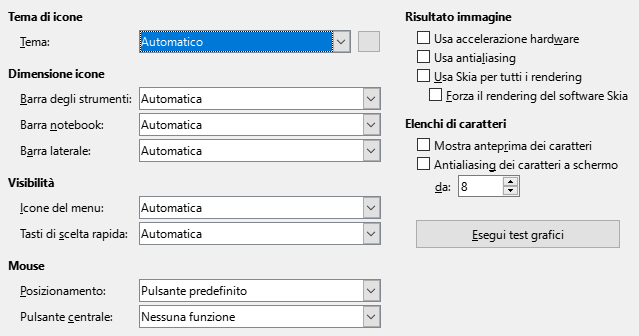 Tema di icone
Tema: Automatico
Dimensione icone
Barra degli strumenti: Automatica
Barra notebook: Automatica
Barra laterale: Automatica
Visibilità
Icone del menu: Automatica
Tasti di scelta rapida: Automatica
Mouse
Posizionamento: Pulsante predefinito
Pulsante centrale: Nessuna funzione
Risultato immagine
Usa accelerazione hardware
Usa antialiasing
Usa Skia per tutti i rendering
Forza il rendering del software Skia
Elenchi di caratteri
Mostra anteprima dei caratteri
Antialiasing dei caratteri a schermo
da: 8
Esegui test grafici